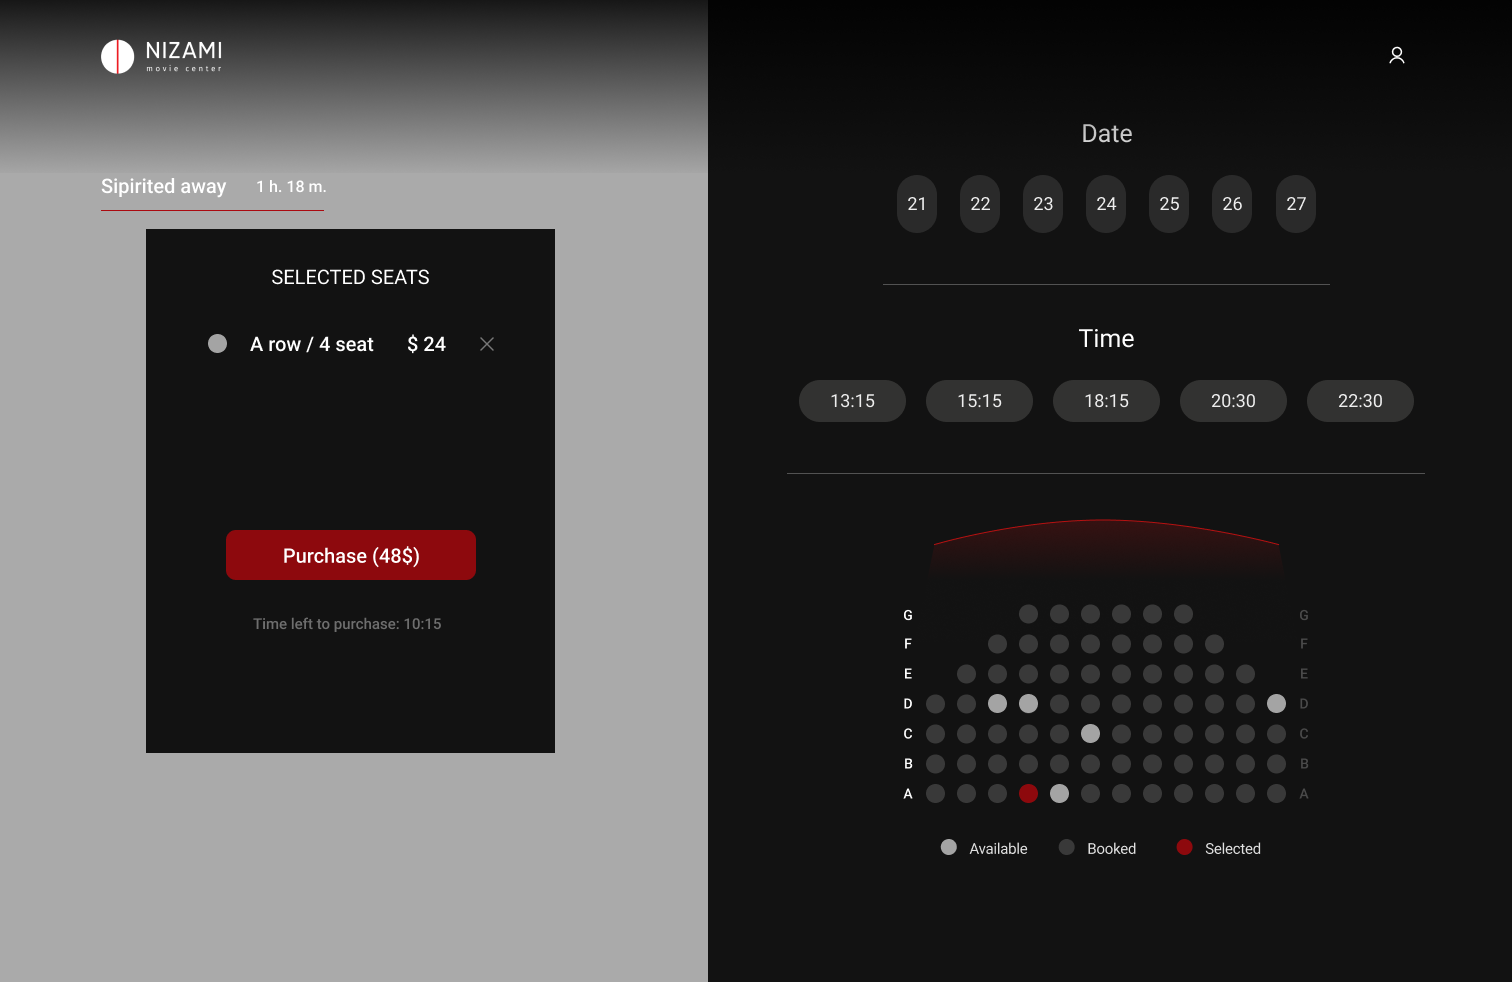 NIZAMI
movie center
Sipirited away 1 h. 18 m.
SELECTED SEATS
A row / 4 seat $ 24
Purchase (48$)
Time left to purchase: 10:15
Date
21 22 23 24 25 26 27
Time
13:15 15:15 18:15 20:30 22:30
G G
F F
E E
D D
C C
B B
A A
Available Booked Selected